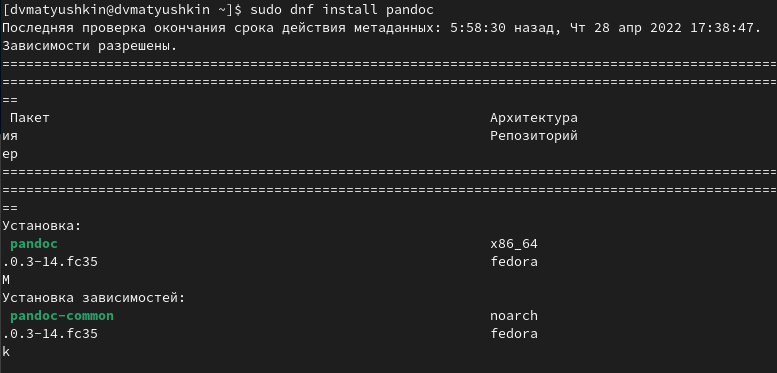 [dvmatyushkin@dvmatyushkin ~]$ sudo dnf install pandoc
Последняя проверка окончания срока действия метаданных: 5:58:30 назад, Чт 28 апр 2022 17:38:47.
Зависимости разрешены.
================================================================================================
================================================================================================
==
 Пакет                                                       Архитектура
ия                                                           Репозиторий
ер
================================================================================================
================================================================================================
==
Установка:
 pandoc                                                      x86_64
.0.3-14.fc35                                                 fedora
M
Установка зависимостей:
 pandoc-common                                               noarch
.0.3-14.fc35                                                 fedora
k